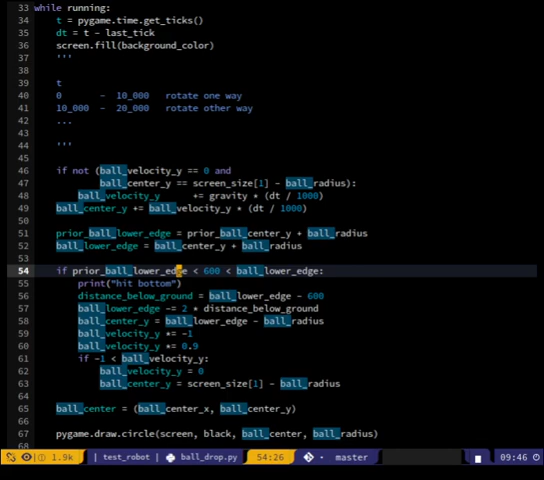 33 while running:
34 t = pygame.time.get_ticks()
35 dt = t - last_tick
36 screen.fill(background_color)
37 '''
38
39 t
40 0 - 10_000 rotate one way
41 10_000 - 20_000 rotate other way
42 ...
43
44 '''
45
46 if not (ball_velocity_y == 0 and
47 ball_center_y == screen_size[1] - ball_radius):
48 ball_velocity_y += gravity * (dt / 1000)
49 ball_center_y += ball_velocity_y * (dt / 1000)
50
51 prior_ball_lower_edge = prior_ball_center_y + ball_radius
52 ball_lower_edge = ball_center_y + ball_radius
53
54 if prior_ball_lower_edge < 600 < ball_lower_edge:
55 print("hit bottom")
56 distance_below_ground = ball_lower_edge - 600
57 ball_lower_edge -= 2 * distance_below_ground
58 ball_center_y = ball_lower_edge - ball_radius
59 ball_velocity_y *= -1
60 ball_velocity_y *= 0.9
61 if -1 < ball_velocity_y:
62 ball_velocity_y = 0
63 ball_center_y = screen_size[1] - ball_radius
64
65 ball_center = (ball_center_x, ball_center_y)
66
67 pygame.draw.circle(screen, black, ball_center, ball_radius)
68
1.9k | test_robot | ball_drop.py 54:26 master 09:46